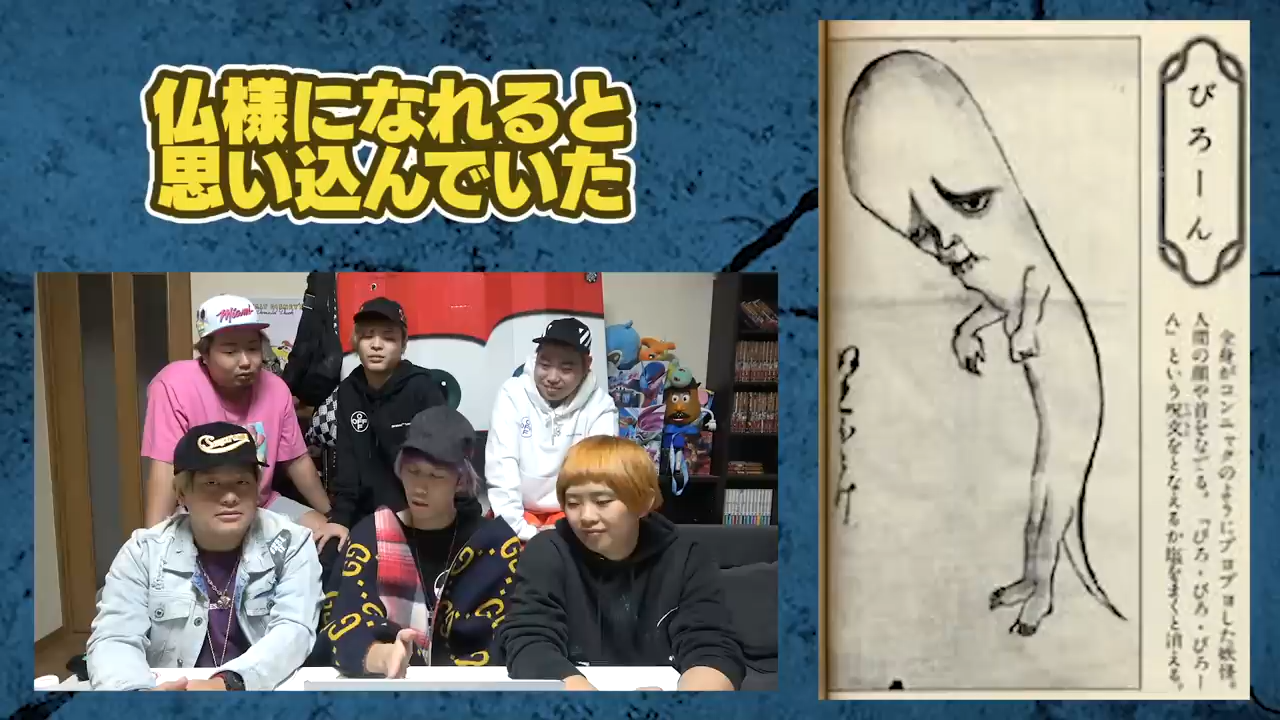 仏様になれると
思い込んでいた
びろーん
全身がコンニャクのようにブヨブヨした妖怪。
人間の顔や首をなでる。『びろ・びろ・びろー
ん』という呪文をとなえるか塩をまくと消える。
Miami
OFF